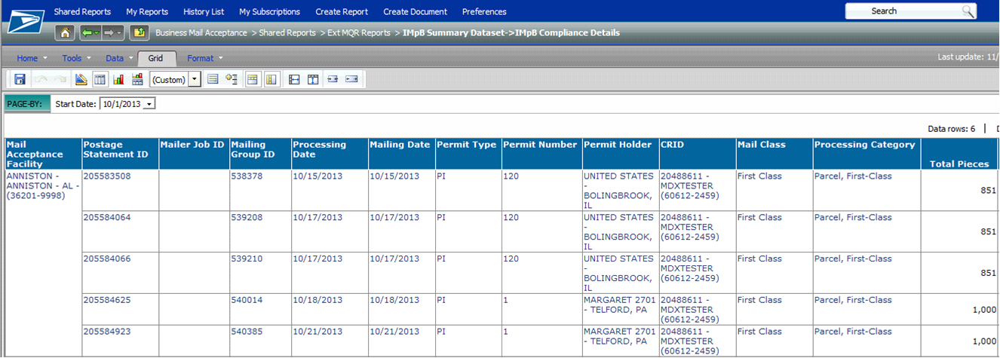 Shared Reports My Reports History List My Subscriptions Create Report Create Document Preferences Search
Business Mail Acceptance > Shared Reports > Ext MQR Reports > IMpB Summary Dataset->IMpB Compliance Details
Home Tools Data Grid Format Last update: 11/
(Custom)
PAGE-BY: Start Date: 10/1/2013
Data rows: 6
Mail Acceptance Facility Postage Statement ID Mailer Job ID Mailing Group ID Processing Date Mailing Date Permit Type Permit Number Permit Holder CRID Mail Class Processing Category Total Pieces
ANNISTON - ANNISTON - AL - (36201-9998) 205583508 538378 10/15/2013 10/15/2013 PI 120 UNITED STATES - BOLINGBROOK, IL 20488611 - MDXTESTER (60612-2459) First Class Parcel, First-Class 851
205584064 539208 10/17/2013 10/17/2013 PI 120 UNITED STATES - BOLINGBROOK, IL 20488611 - MDXTESTER (60612-2459) First Class Parcel, First-Class 851
205584066 539210 10/17/2013 10/17/2013 PI 120 UNITED STATES - BOLINGBROOK, IL 20488611 - MDXTESTER (60612-2459) First Class Parcel, First-Class 851
205584625 540014 10/18/2013 10/18/2013 PI 1 MARGARET 2701 - TELFORD, PA 20488611 - MDXTESTER (60612-2459) First Class Parcel, First-Class 1,000
205584923 540385 10/21/2013 10/21/2013 PI 1 MARGARET 2701 - TELFORD, PA 20488611 - MDXTESTER (60612-2459) First Class Parcel, First-Class 1,000